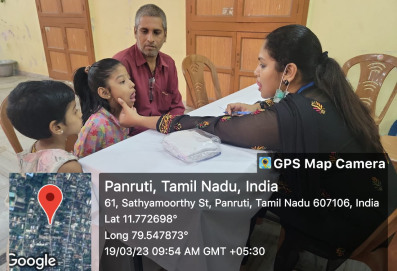 GPS Map Camera
Panruti, Tamil Nadu, India
61, Sathyamoorthy St, Panruti, Tamil Nadu 607106, India
Lat 11.772698°
Long 79.547873°
19/03/23 09:54 AM GMT +05:30
Google